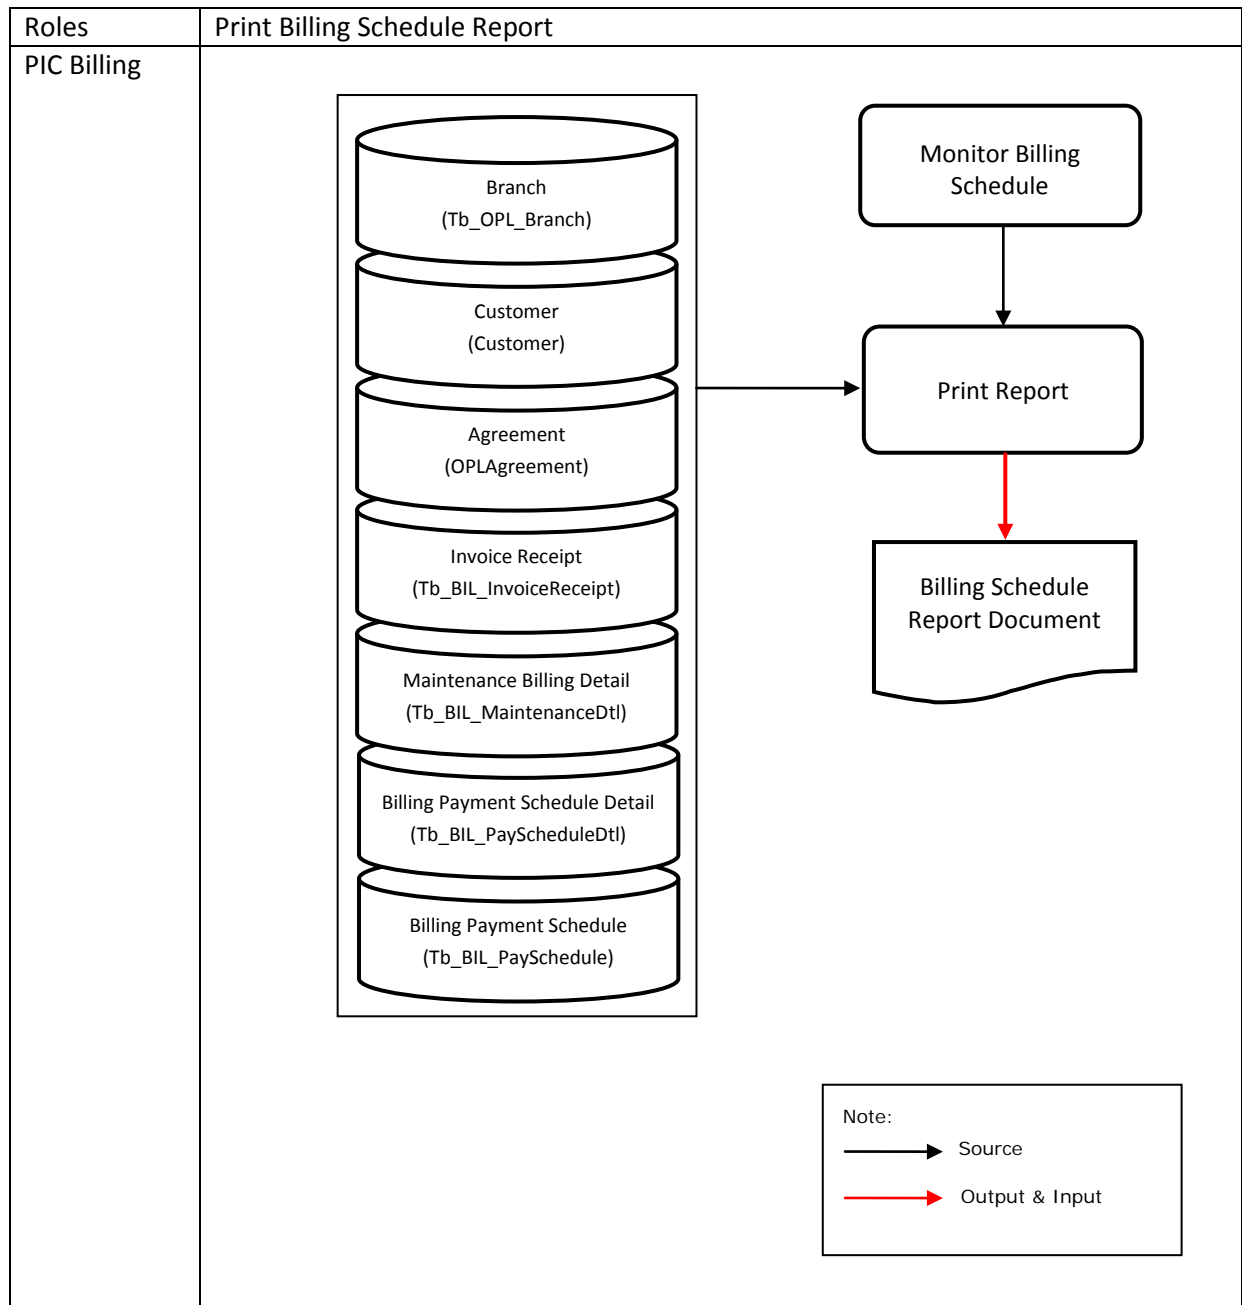 Roles
Print Billing Schedule Report
PIC Billing
Branch
(Tb_OPL_Branch)
Customer
(Customer)
Agreement
(OPLAgreement)
Invoice Receipt
(Tb_BIL_InvoiceReceipt)
Maintenance Billing Detail
(Tb_BIL_MaintenanceDtl)
Billing Payment Schedule Detail
(Tb_BIL_PayScheduleDtl)
Billing Payment Schedule
(Tb_BIL_PaySchedule)
Monitor Billing
Schedule
Print Report
Billing Schedule
Report Document
Note:
Source
Output & Input